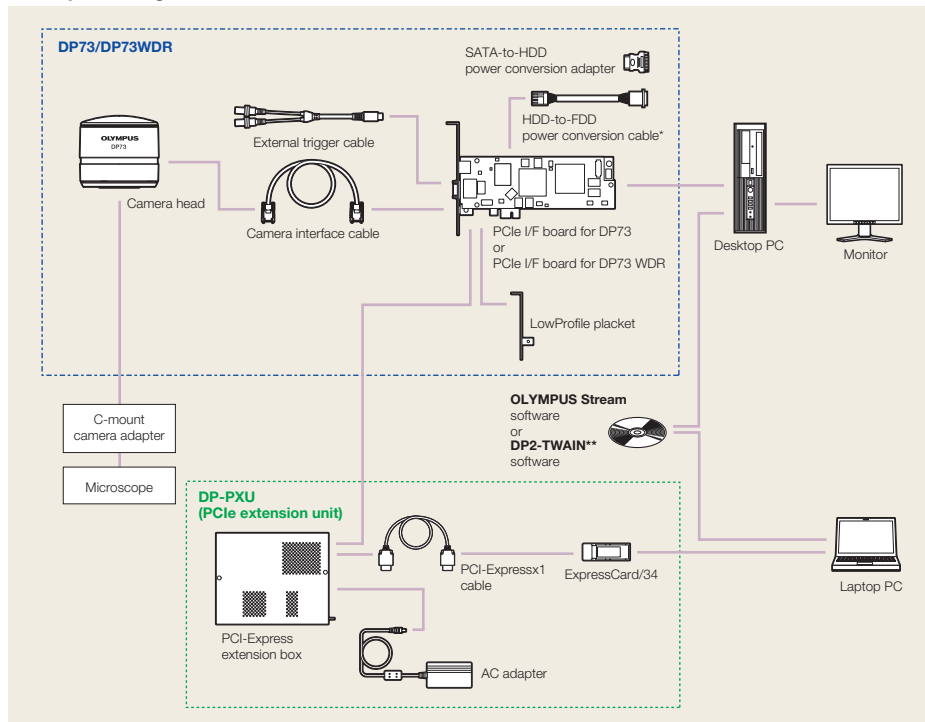 DP73/DP73WDR
SATA-to-HDD
power conversion adapter
HDD-to-FDD
power conversion cable*
External trigger cable
OLYMPUS
DP73
Camera head
Camera interface cable
PCIe I/F board for DP73
or
PCIe I/F board for DP73 WDR
Desktop PC
Monitor
LowProfile placket
C-mount
camera adapter
Microscope
OLYMPUS Stream
software
or
DP2-TWAIN**
software
DP-PXU
(PCIe extension unit)
PCI-Expressx1
cable
ExpressCard/34
Laptop PC
PCI-Express
extension box
AC adapter